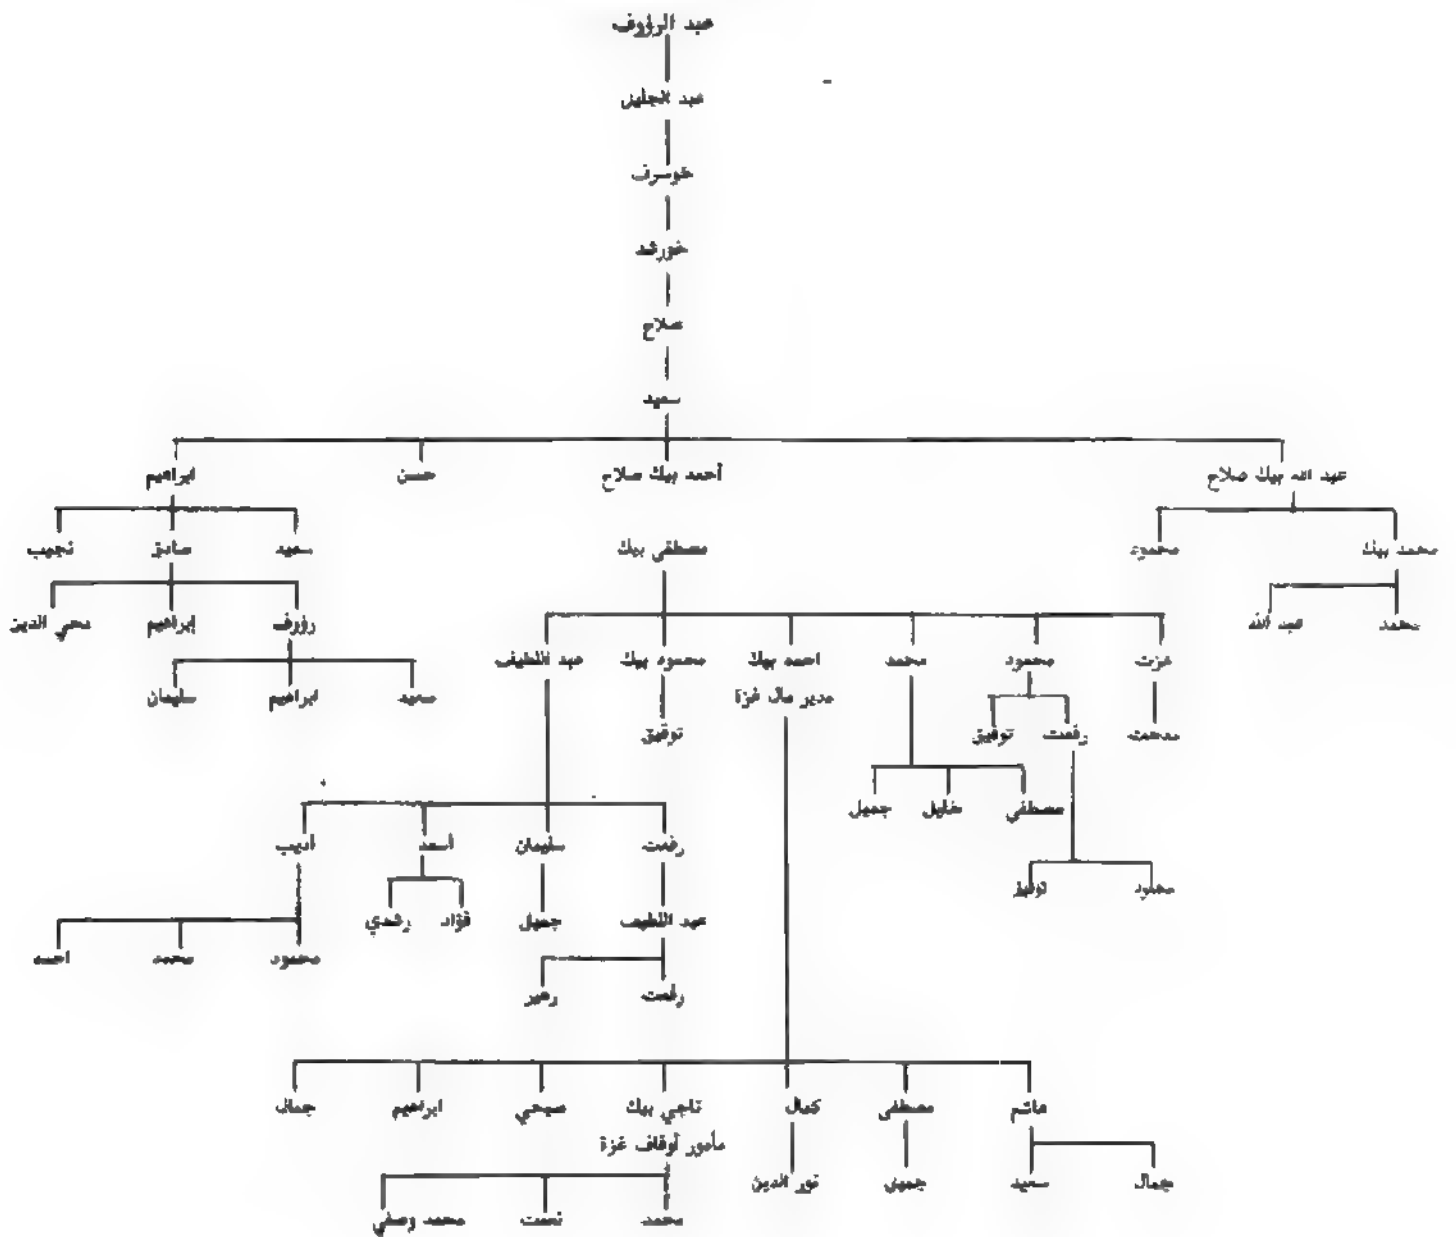 عبد الرؤوف
عبد الجليل
خوسرف
خورشد
صلاح
سعيد
عبد الله بيك صلاح أحمد بيك صلاح حسن ابراهيم
محمد بيك محمود مصطفى بيك سعيد صادق نجيب
محمد عبد الله رؤوف إبراهيم محي الدين
عزت محمود محمد احمد بيك محمود بيك عبد اللطيف
سعيد ابراهيم سليمان
مدير مال غزة
مدحت رفعت توفيق توفيق
مصطفى خليل جميل
رفعت سليمان أسعد أديب
محمود توفيق
عبد اللطيف جميل فؤاد رشدي
محمود محمد احمد
رفعت زهير
هاشم مصطفى كمال تاجي بيك صبحي ابراهيم جمال
مأمور أوقاف غزة
جمال سعيد جميل نور الدين
محمد نعمت محمد وصفي